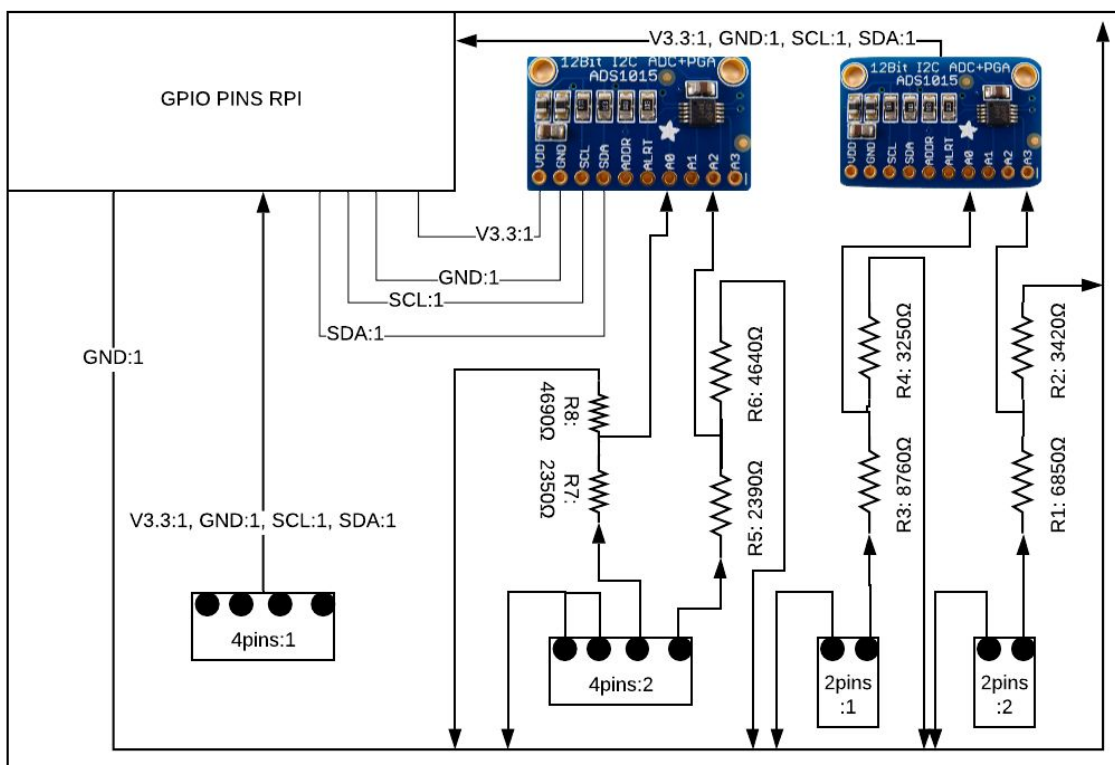 V3.3:1, GND:1, SCL:1, SDA:1
GPIO PINS RPI
12Bit I2C ADC+PGA
ADS1015
VDD
GND
SCL
SDA
ADDR
ALRT
A0
A1
A2
A3
12Bit I2C ADC+PGA
ADS1015
VDD
GND
SCL
SDA
ADDR
ALRT
A0
A1
A2
A3
V3.3:1
GND:1
SCL:1
SDA:1
GND:1
R8:
4690Ω
R7:
2350Ω
R6: 4640Ω
R5: 2390Ω
R4: 3250Ω
R3: 8760Ω
R2: 3420Ω
R1: 6850Ω
V3.3:1, GND:1, SCL:1, SDA:1
4pins:1
4pins:2
2pins
:1
2pins
:2